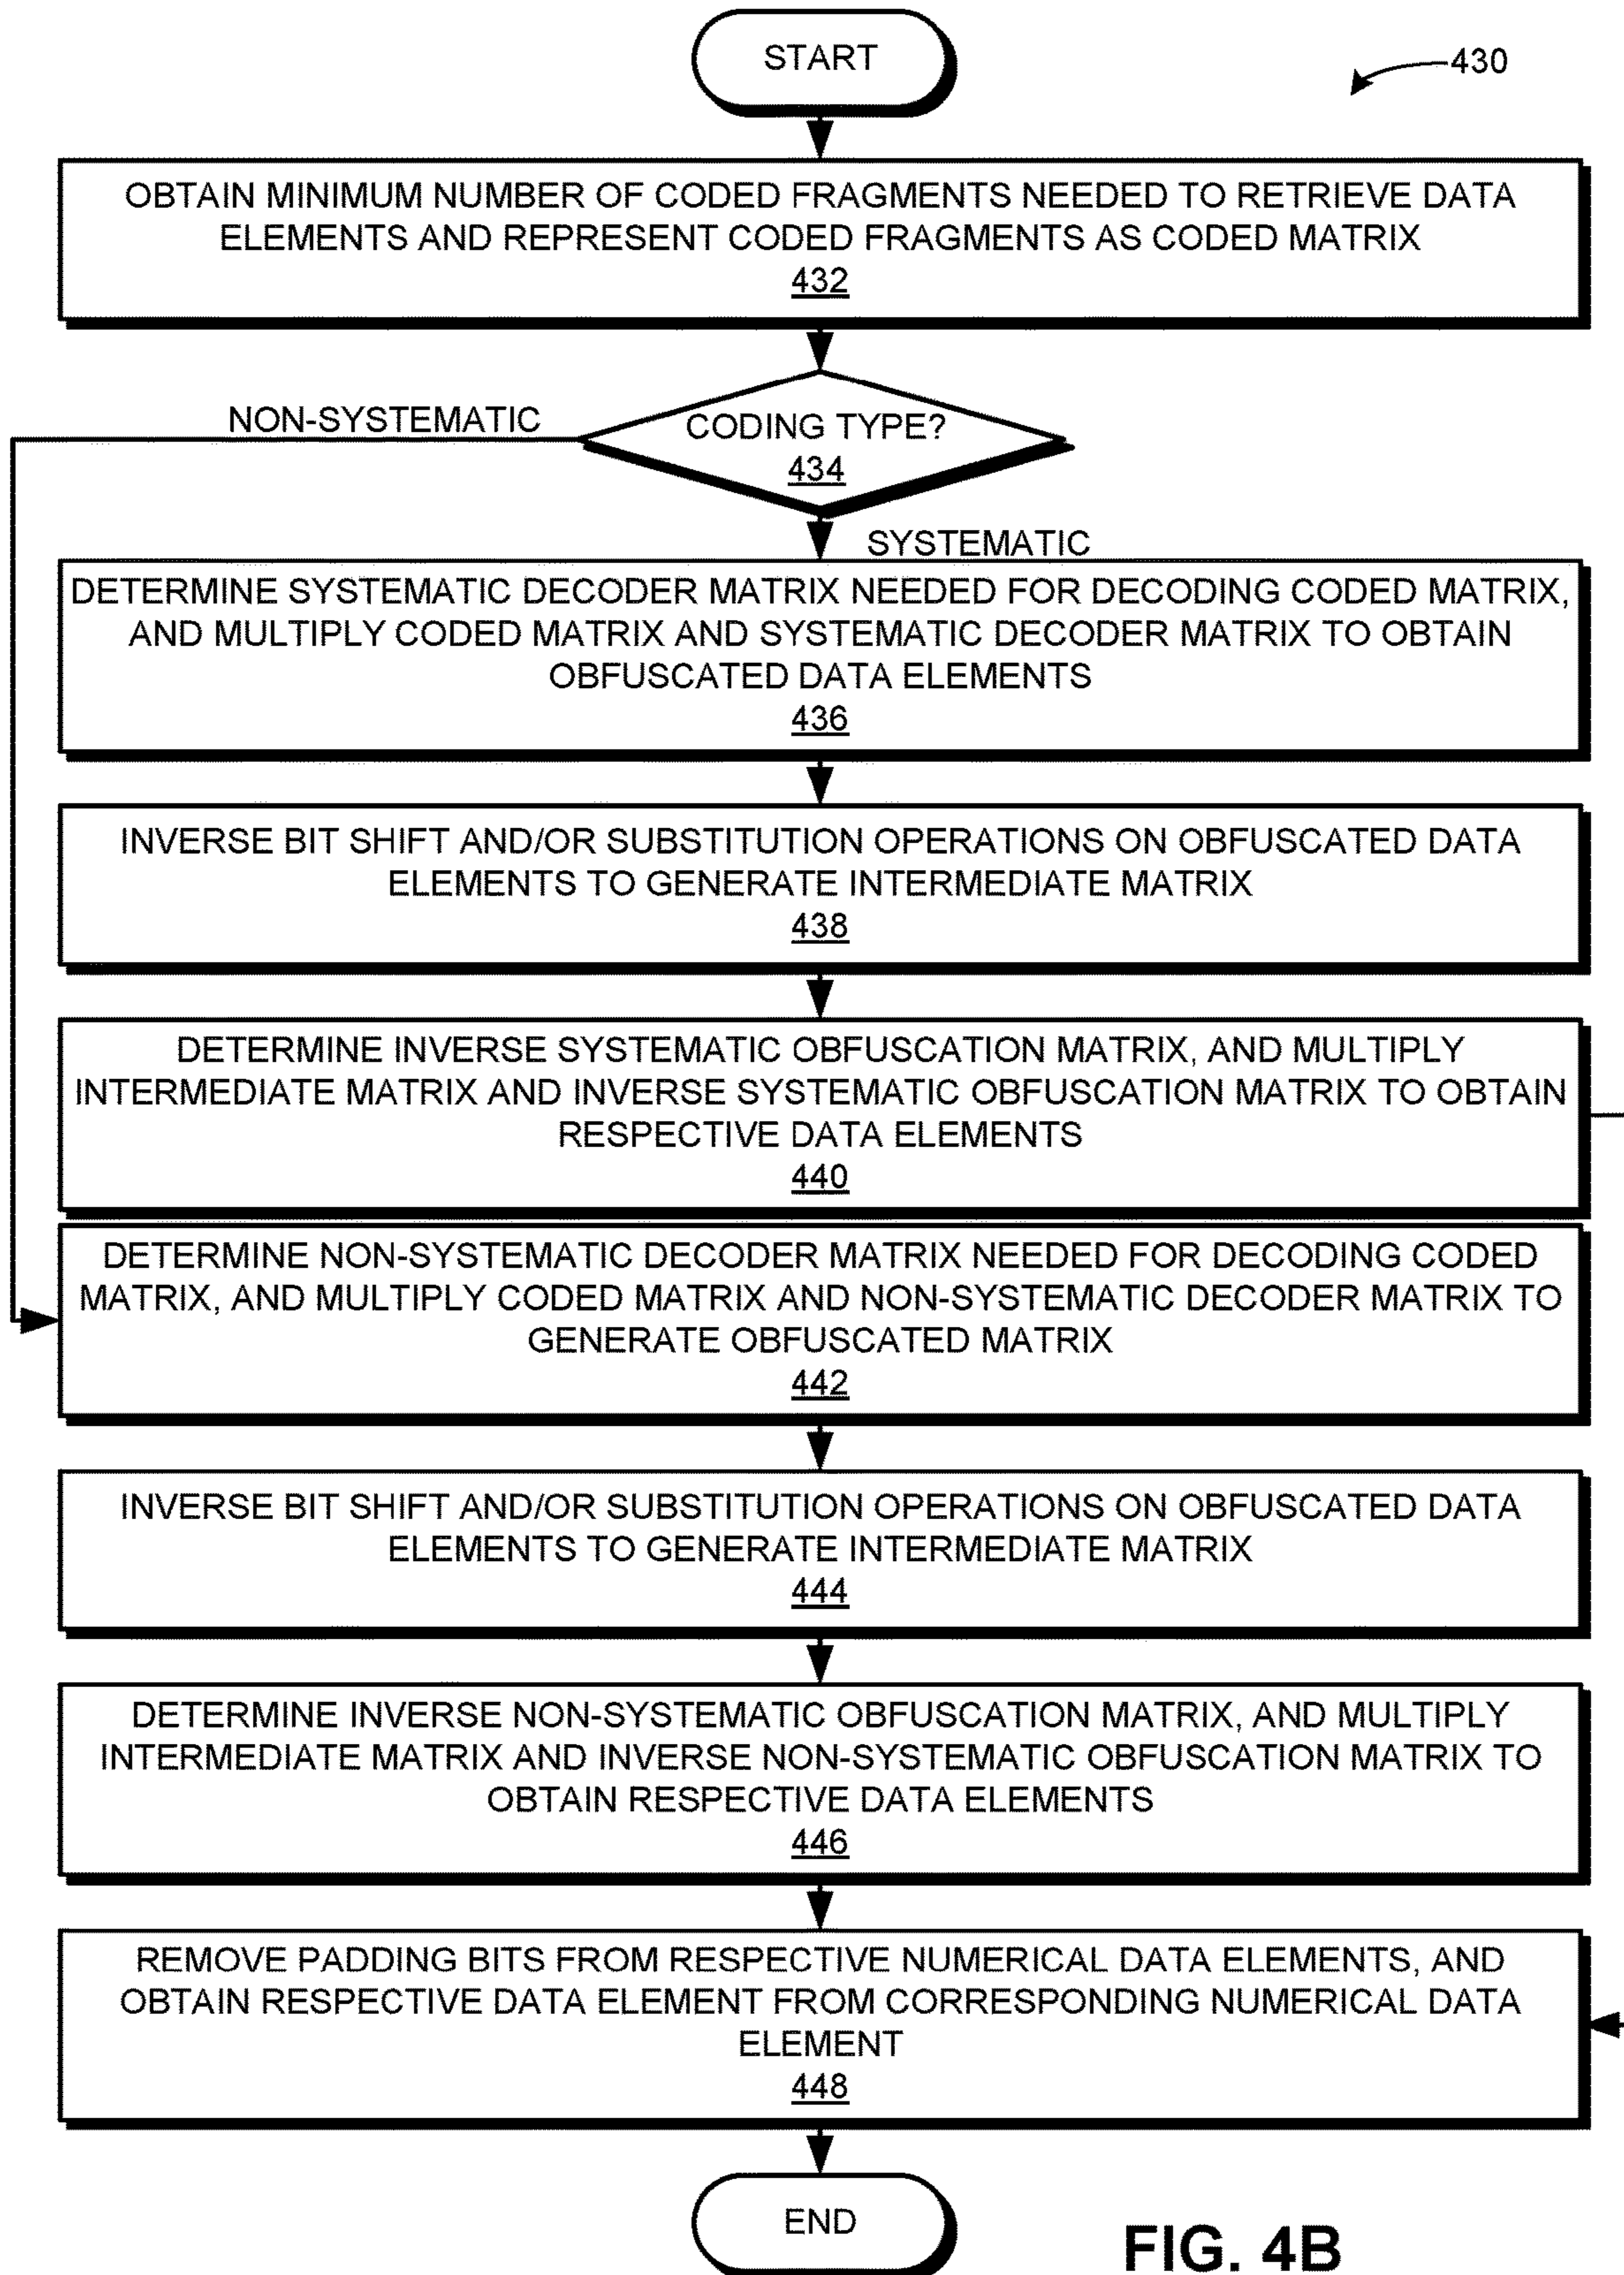 START
430
OBTAIN MINIMUM NUMBER OF CODED FRAGMENTS NEEDED TO RETRIEVE DATA
ELEMENTS AND REPRESENT CODED FRAGMENTS AS CODED MATRIX
432
NON-SYSTEMATIC
CODING TYPE?
434
SYSTEMATIC
DETERMINE SYSTEMATIC DECODER MATRIX NEEDED FOR DECODING CODED MATRIX,
AND MULTIPLY CODED MATRIX AND SYSTEMATIC DECODER MATRIX TO OBTAIN
OBFUSCATED DATA ELEMENTS
436
INVERSE BIT SHIFT AND/OR SUBSTITUTION OPERATIONS ON OBFUSCATED DATA
ELEMENTS TO GENERATE INTERMEDIATE MATRIX
438
DETERMINE INVERSE SYSTEMATIC OBFUSCATION MATRIX, AND MULTIPLY
INTERMEDIATE MATRIX AND INVERSE SYSTEMATIC OBFUSCATION MATRIX TO OBTAIN
RESPECTIVE DATA ELEMENTS
440
DETERMINE NON-SYSTEMATIC DECODER MATRIX NEEDED FOR DECODING CODED
MATRIX, AND MULTIPLY CODED MATRIX AND NON-SYSTEMATIC DECODER MATRIX TO
GENERATE OBFUSCATED MATRIX
442
INVERSE BIT SHIFT AND/OR SUBSTITUTION OPERATIONS ON OBFUSCATED DATA
ELEMENTS TO GENERATE INTERMEDIATE MATRIX
444
DETERMINE INVERSE NON-SYSTEMATIC OBFUSCATION MATRIX, AND MULTIPLY
INTERMEDIATE MATRIX AND INVERSE NON-SYSTEMATIC OBFUSCATION MATRIX TO
OBTAIN RESPECTIVE DATA ELEMENTS
446
REMOVE PADDING BITS FROM RESPECTIVE NUMERICAL DATA ELEMENTS, AND
OBTAIN RESPECTIVE DATA ELEMENT FROM CORRESPONDING NUMERICAL DATA
ELEMENT
448
END
FIG. 4B